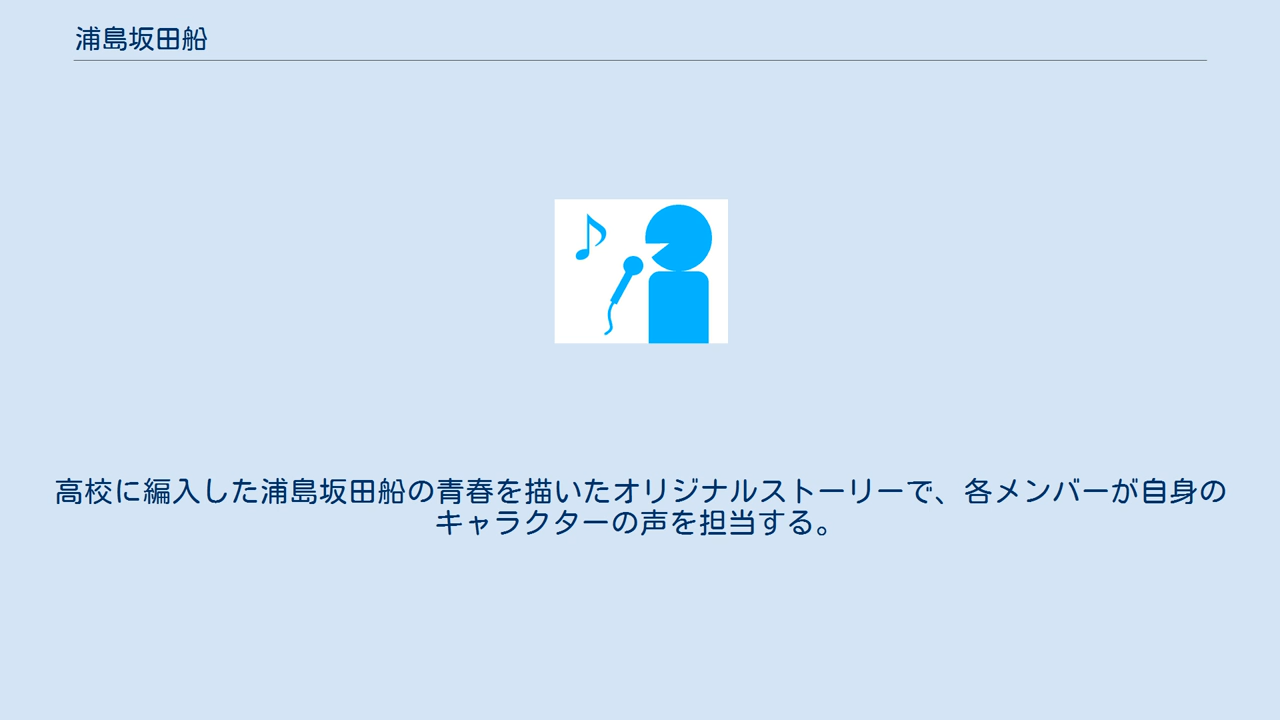 浦島坂田船
高校に編入した浦島坂田船の青春を描いたオリジナルストーリーで、各メンバーが自身の
キャラクターの声を担当する。